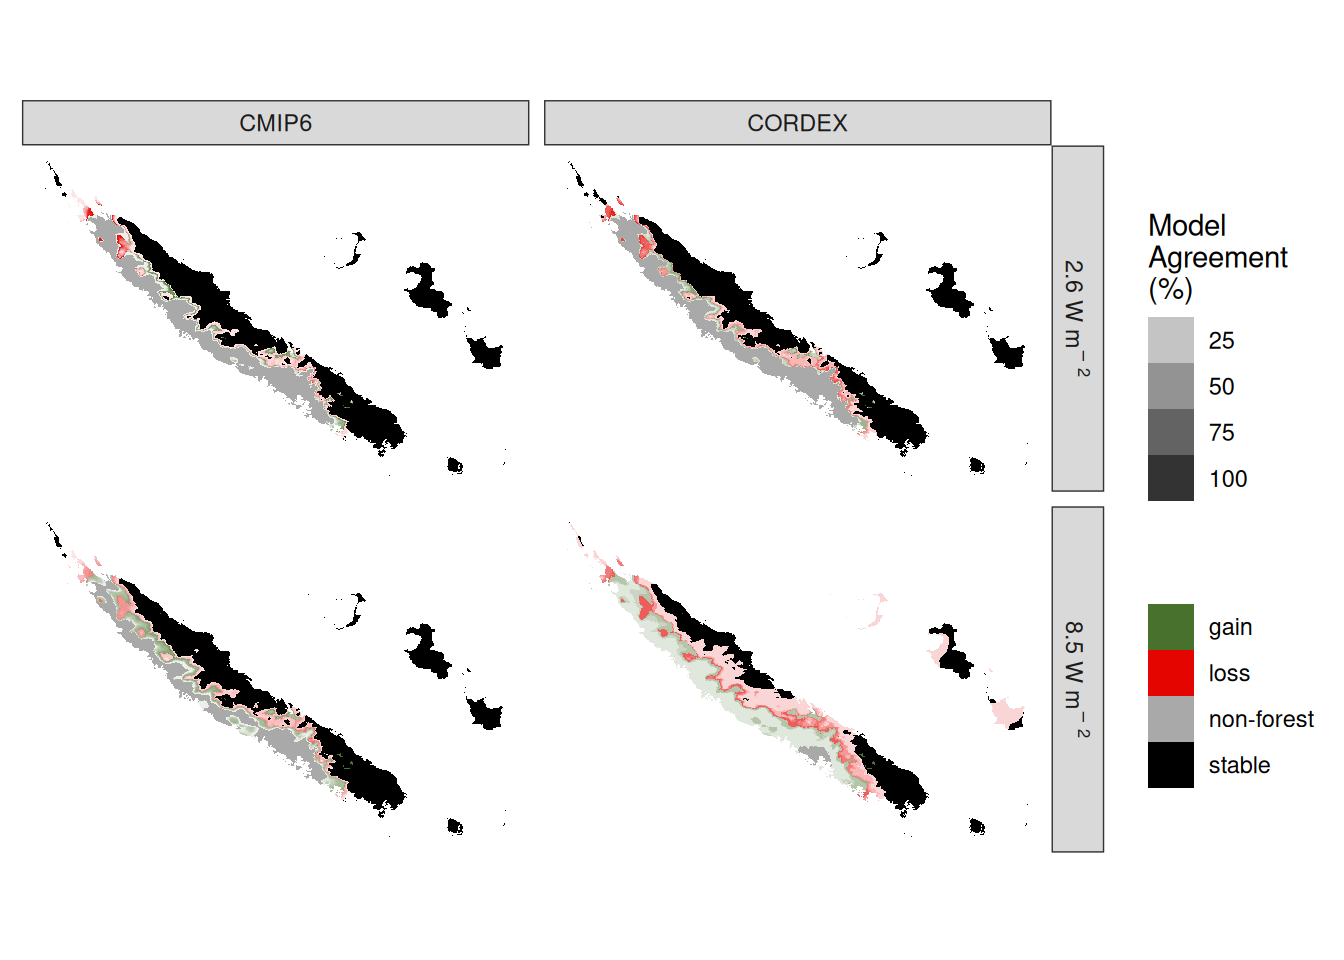 CMIP6
CORDEX
2.6 W m⁻²
8.5 W m⁻²
Model
Agreement
(%)
25
50
75
100
gain
loss
non-forest
stable